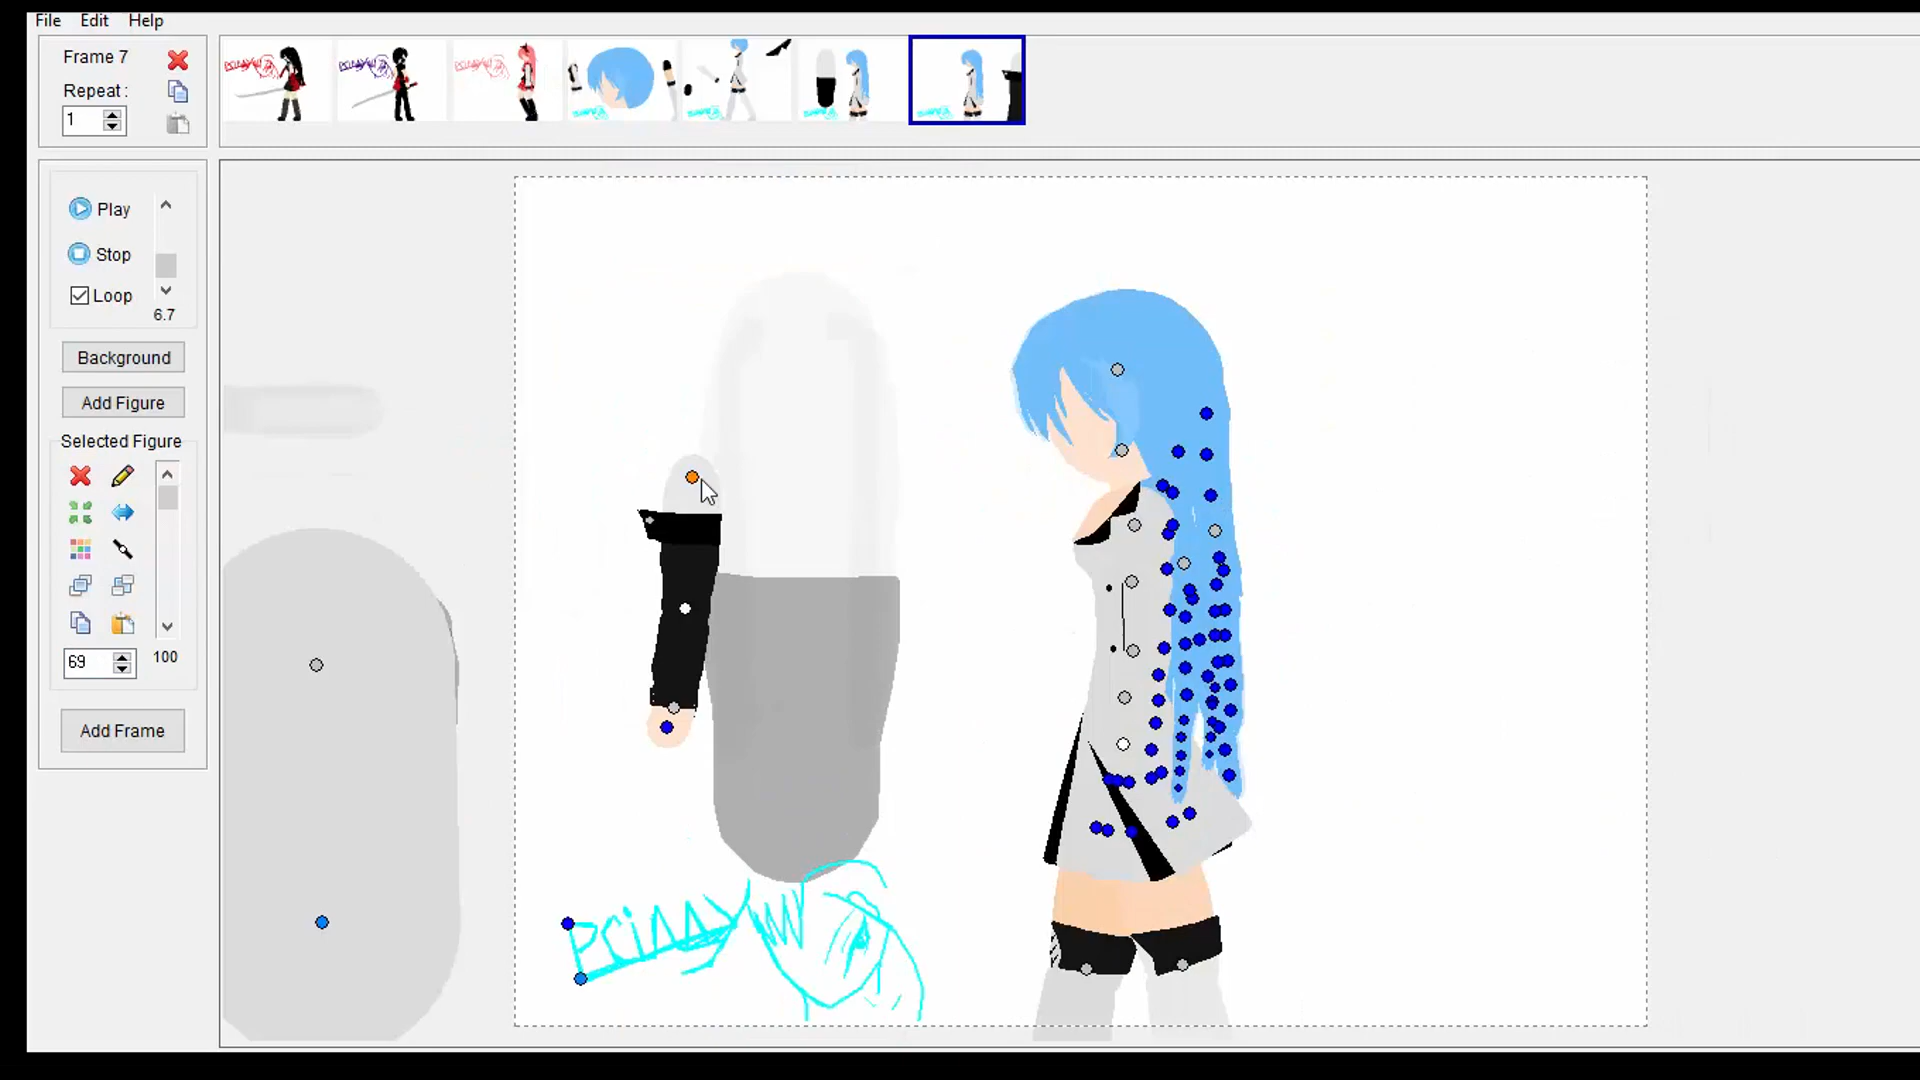 File Edit Help
Frame 7
Repeat :
1
Play
Stop
Loop
6.7
Background
Add Figure
Selected Figure
69
100
Add Frame